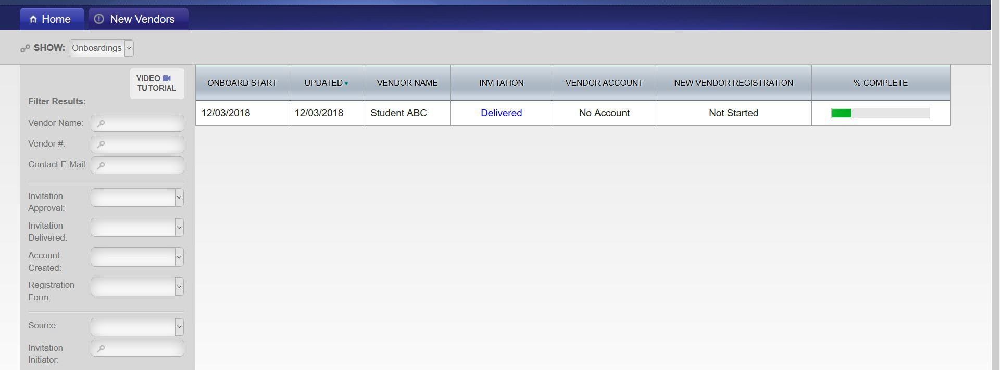 Home
New Vendors
SHOW: Onboardings
VIDEO
TUTORIAL
Filter Results:
Vendor Name:
Vendor #:
Contact E-Mail:
Invitation
Approval:
Invitation
Delivered:
Account
Created:
Registration
Form:
Source:
Invitation
Initiator:
ONBOARD START UPDATED VENDOR NAME INVITATION VENDOR ACCOUNT NEW VENDOR REGISTRATION % COMPLETE
12/03/2018 12/03/2018 Student ABC Delivered No Account Not Started